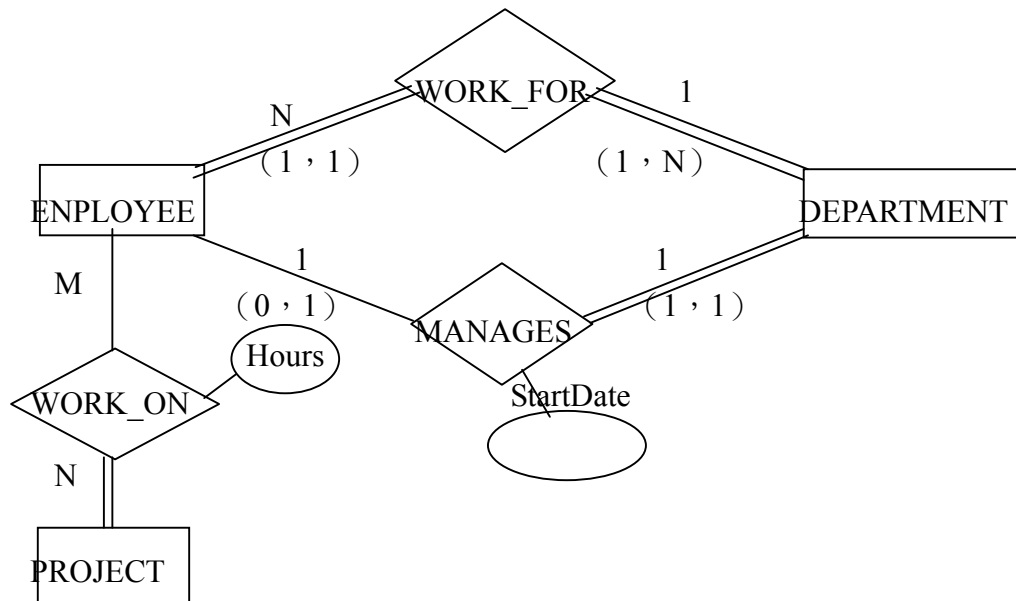 WORK_FOR
N
1
（1，1）
（1，N）
ENPLOYEE
DEPARTMENT
M
1
1
（0，1）
（1，1）
MANAGES
Hours
WORK_ON
StartDate
N
PROJECT